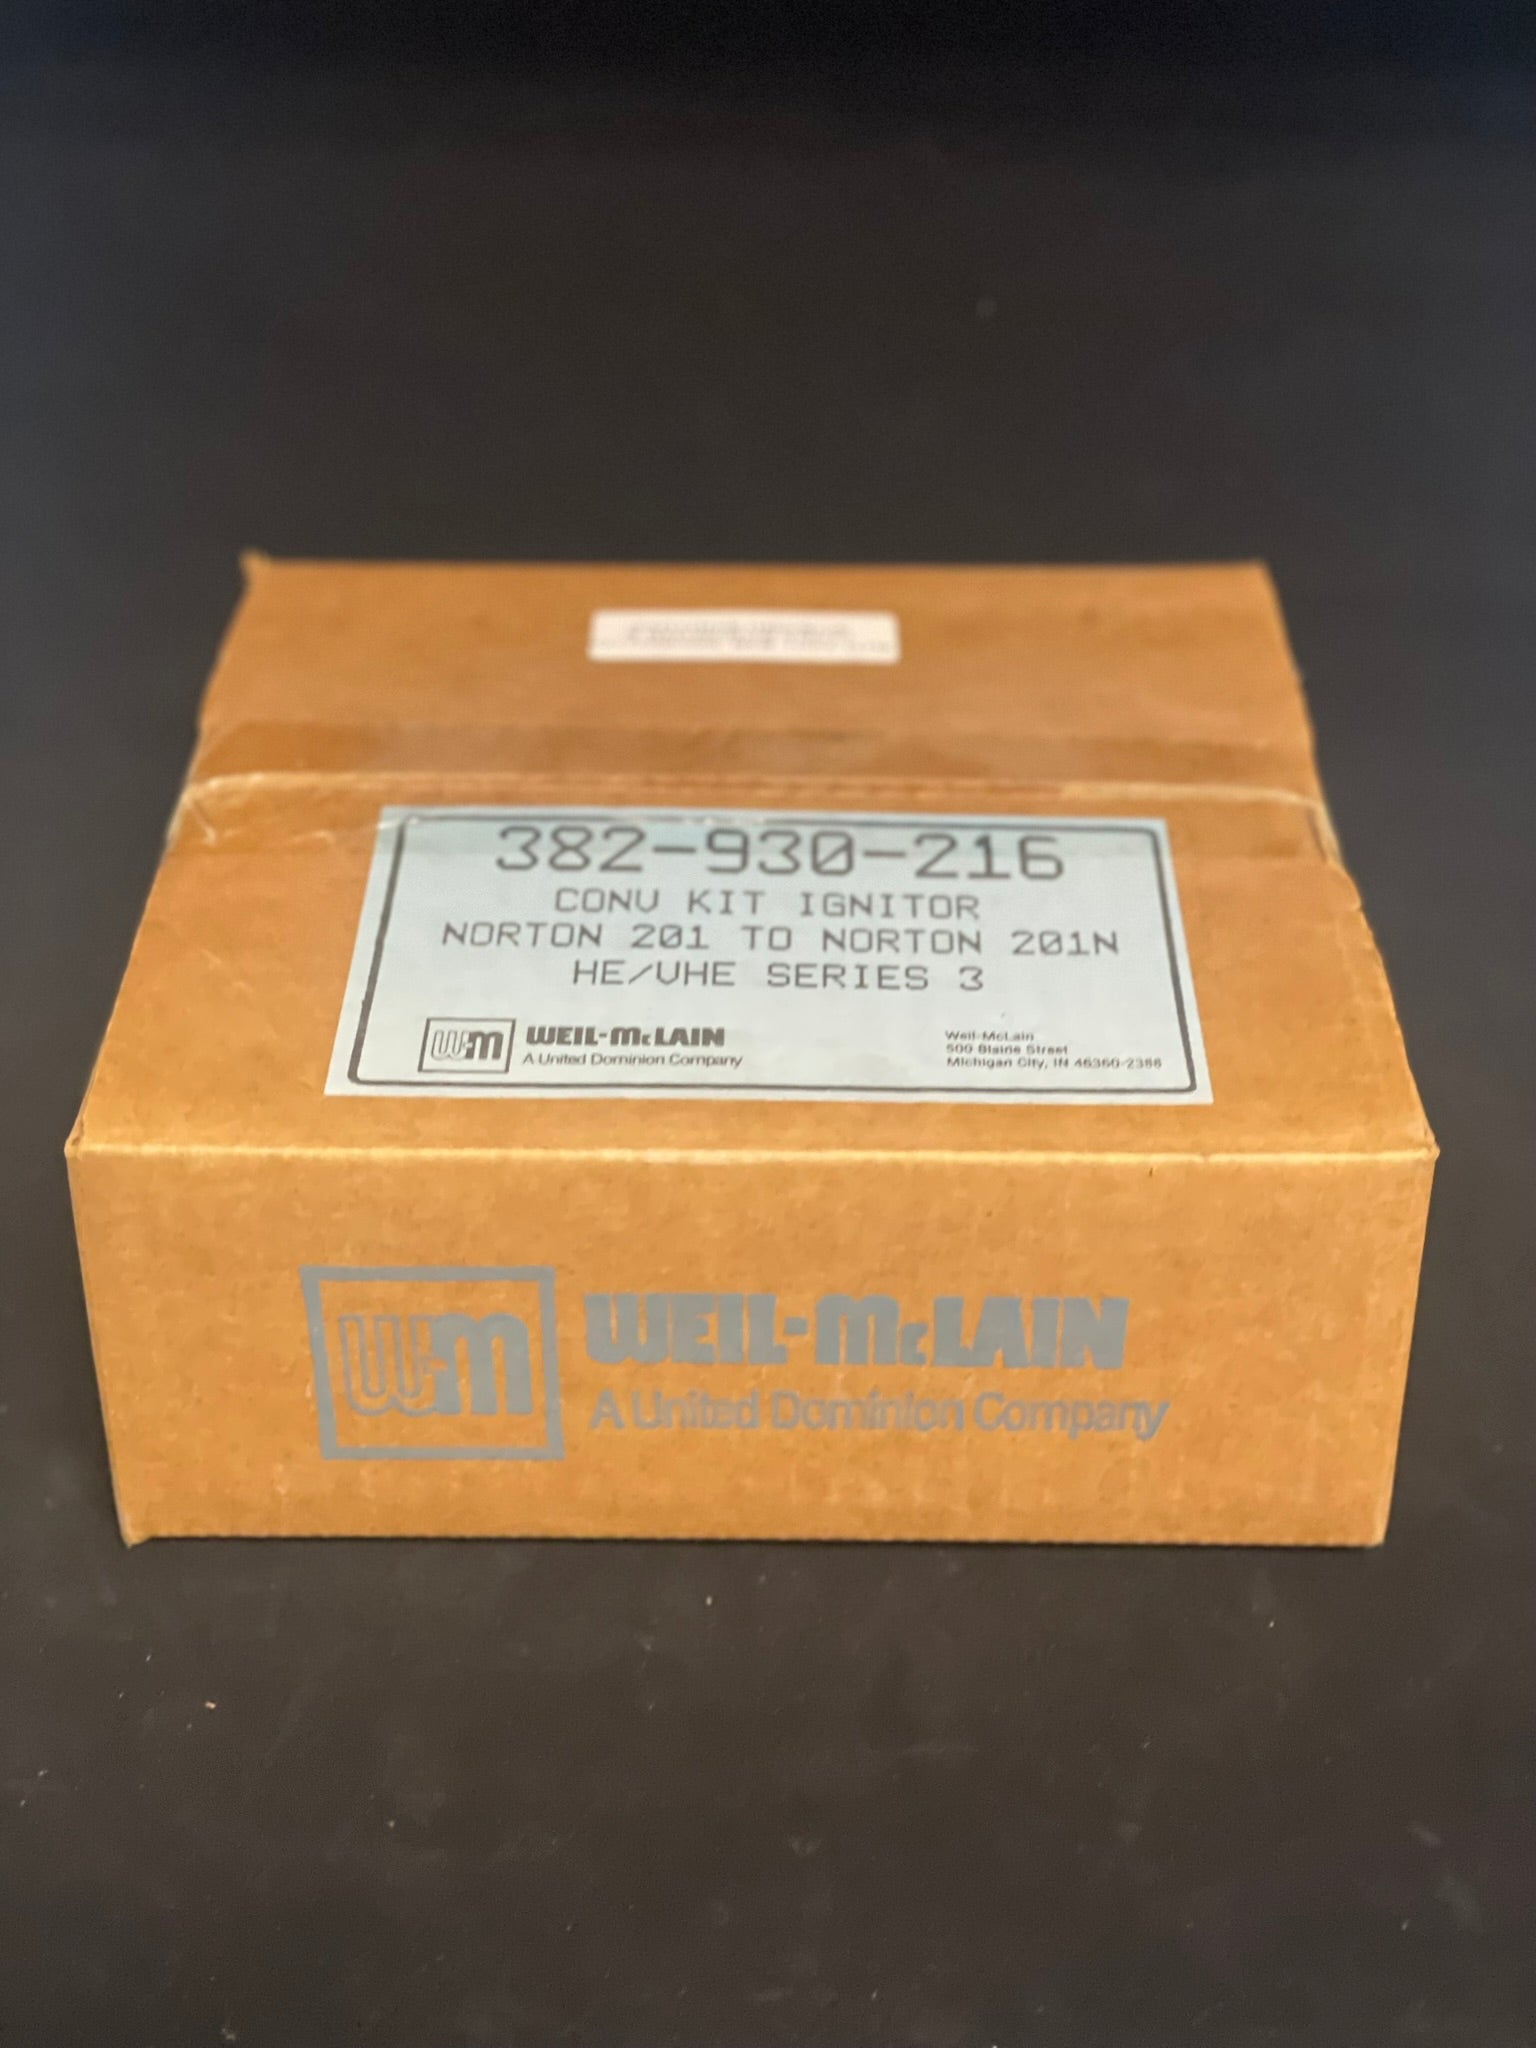 382-930-216
CONV KIT IGNITOR
NORTON 201 TO NORTON 201N
HE/VHE SERIES 3
W-M WEIL-McLAIN
A United Dominion Company
Weil-McLain
500 Blaine Street
Michigan City, IN 46360-2388
W-M WEIL-McLAIN
A United Dominion Company